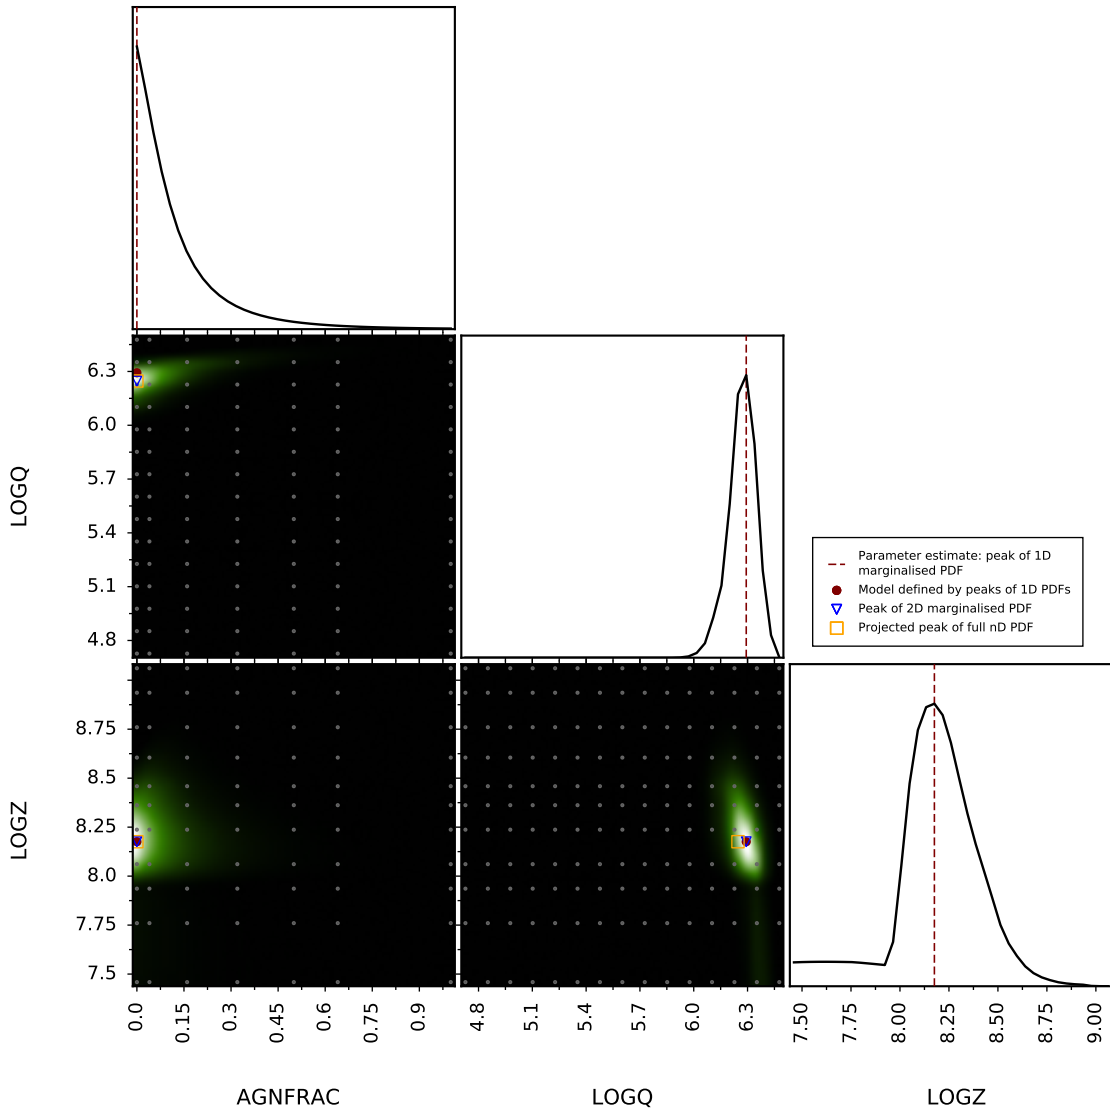 6.3
6.0
5.7
5.4
5.1
4.8
LOGQ
Parameter estimate: peak of 1D
marginalised PDF
Model defined by peaks of 1D PDFs
Peak of 2D marginalised PDF
Projected peak of full nD PDF
8.75
8.5
8.25
8.0
7.75
7.5
LOGZ
0.0 0.15 0.3 0.45 0.6 0.75 0.9
4.8 5.1 5.4 5.7 6.0 6.3
7.50 7.75 8.00 8.25 8.50 8.75 9.00
AGNFRAC LOGQ LOGZ